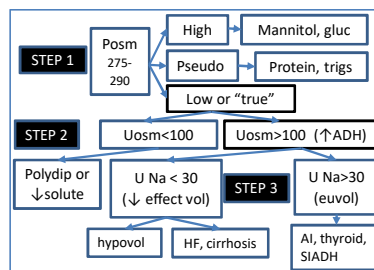 STEP 1
Posm
275-
290
High
Mannitol, gluc
Pseudo
Protein, trigs
Low or “true”
STEP 2
Uosm<100
Uosm>100 (↑ADH)
Polydip or
↓solute
U Na < 30
(↓ effect vol)
STEP 3
U Na>30
(euvol)
hypovol
HF, cirrhosis
AI, thyroid,
SIADH